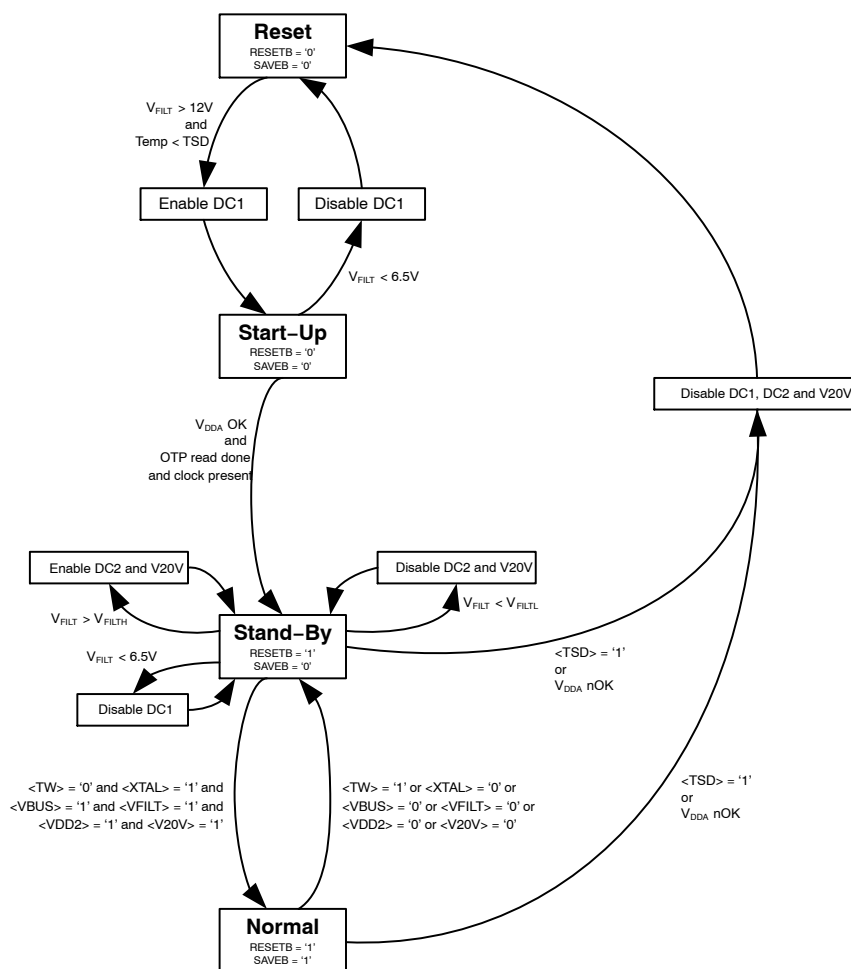 Reset
RESETB = ‘0’
SAVEB = ‘0’
V_FILT > 12V
and
Temp < TSD
Enable DC1
Disable DC1
V_FILT < 6.5V
Start−Up
RESETB = ‘0’
SAVEB = ‘0’
Disable DC1, DC2 and V20V
V_DDA OK
and
OTP read done
and clock present
Enable DC2 and V20V
Disable DC2 and V20V
V_FILT > V_FILTH
V_FILT < V_FILTL
Stand−By
RESETB = ‘1’
SAVEB = ‘0’
V_FILT < 6.5V
Disable DC1
<TSD> = ‘1’
or
V_DDA nOK
<TW> = ‘0’ and <XTAL> = ‘1’ and
<VBUS> = ‘1’ and <VFILT> = ‘1’ and
<VDD2> = ‘1’ and <V20V> = ‘1’
<TW> = ‘1’ or <XTAL> = ‘0’ or
<VBUS> = ‘0’ or <VFILT> = ‘0’ or
<VDD2> = ‘0’ or <V20V> = ‘0’
<TSD> = ‘1’
or
V_DDA nOK
Normal
RESETB = ‘1’
SAVEB = ‘1’